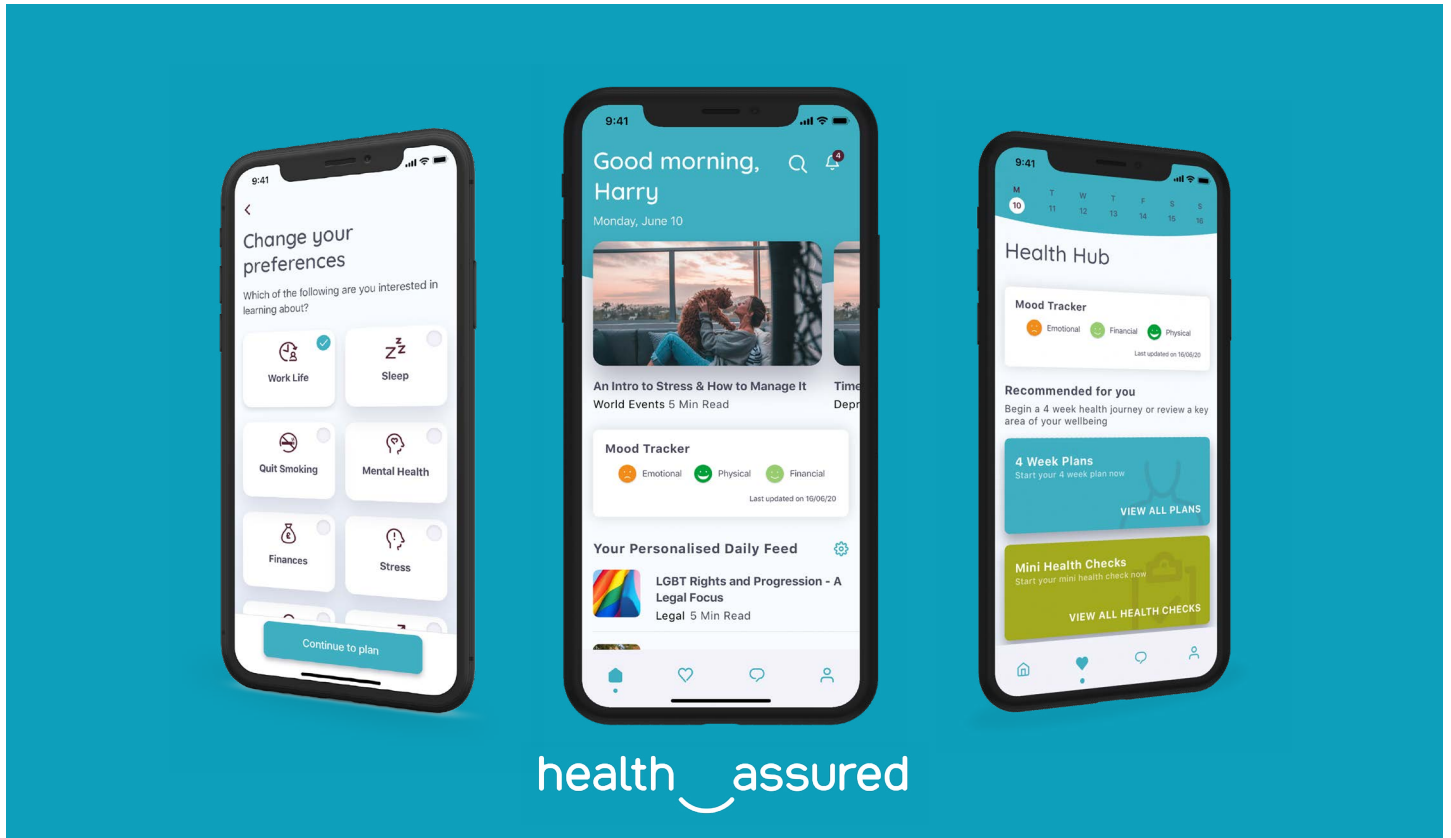 9:41
Change your
preferences
Which of the following are you interested in
learning about?
Work Life
Sleep
Quit Smoking
Mental Health
Finances
Stress
Continue to plan
9:41
Good morning,
Harry
4
Monday, June 10
An Intro to Stress & How to Manage It
World Events 5 Min Read
Time
Depr
Mood Tracker
Emotional Physical Financial
Last updated on 16/06/20
Your Personalised Daily Feed
LGBT Rights and Progression - A
Legal Focus
Legal 5 Min Read
9:41
M T W T F S S
10 11 12 13 14 15 16
Health Hub
Mood Tracker
Emotional Financial Physical
Last updated on 16/06/20
Recommended for you
Begin a 4 week health journey or review a key
area of your wellbeing
4 Week Plans
Start your 4 week plan now
VIEW ALL PLANS
Mini Health Checks
Start your mini health check now
VIEW ALL HEALTH CHECKS
health assured